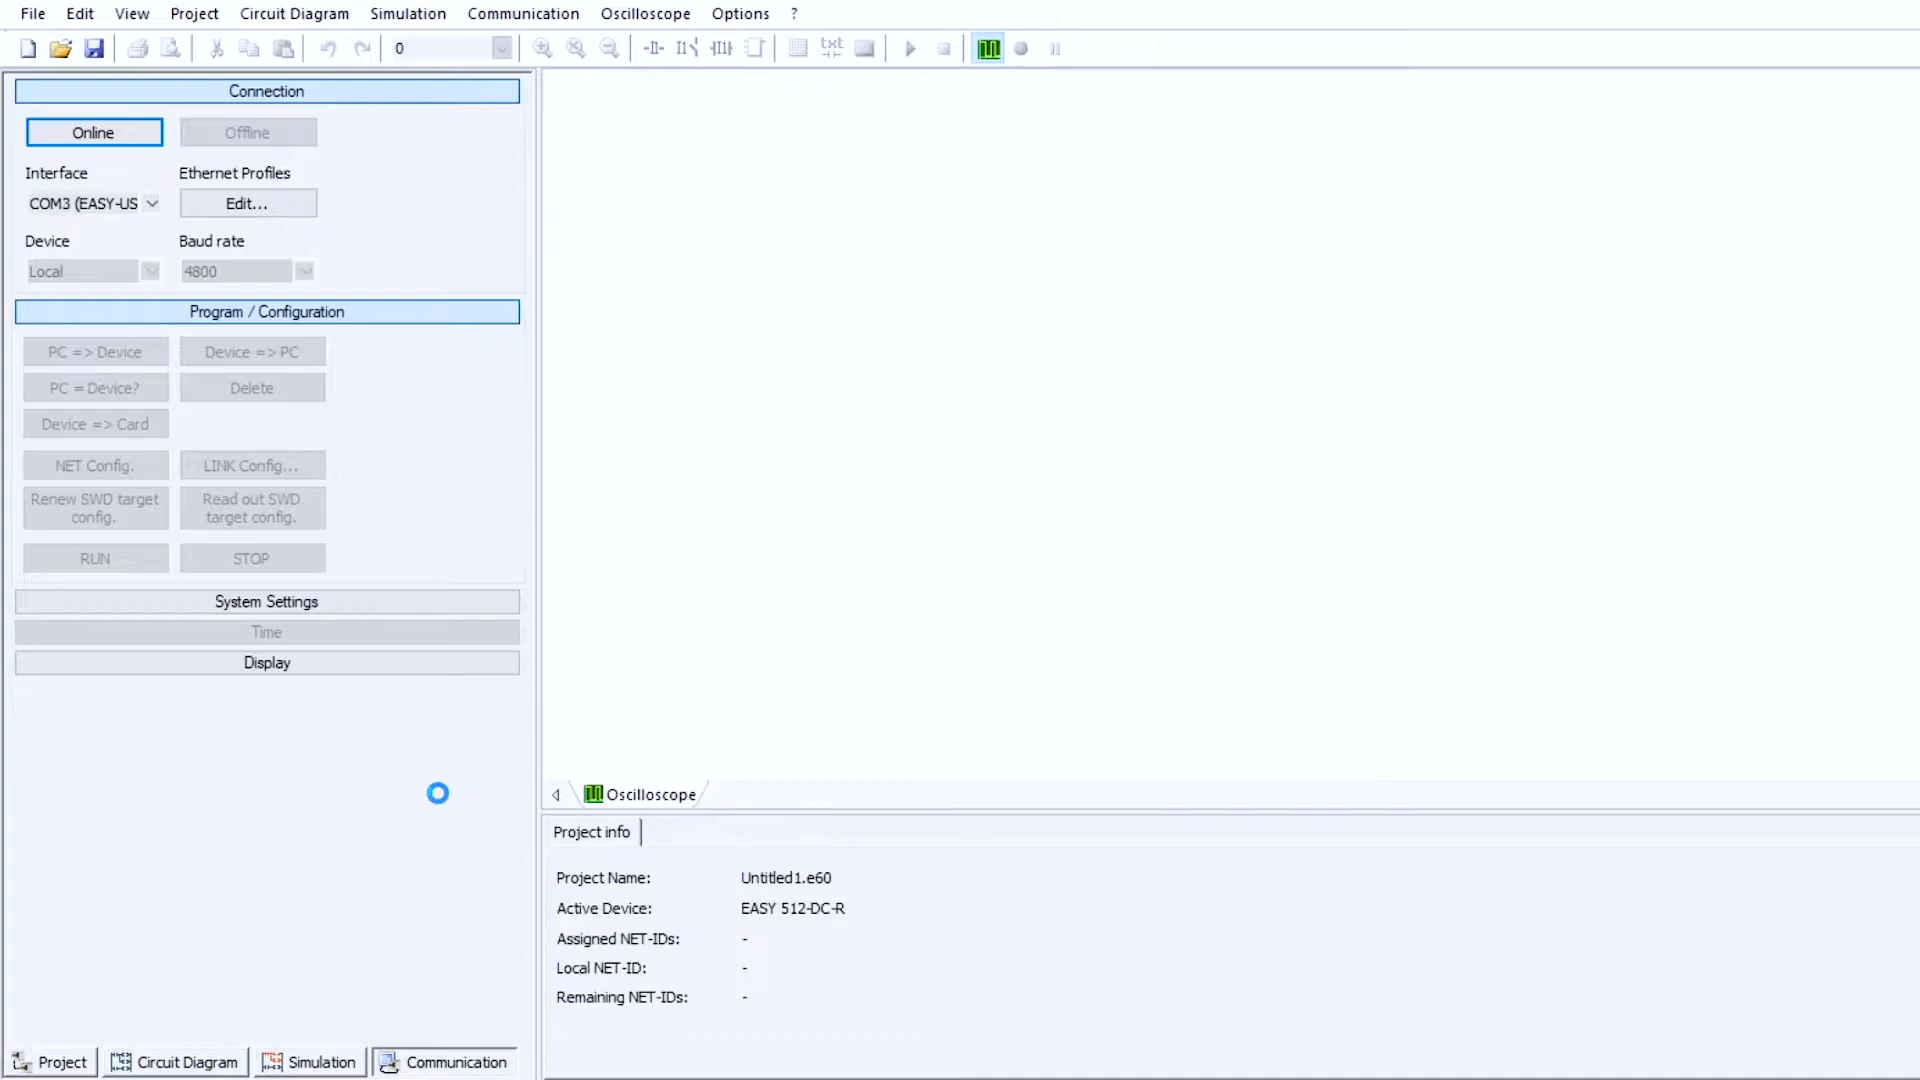 File Edit View Project Circuit Diagram Simulation Communication Oscilloscope Options ?
0
txt
Connection
Online Offline
Interface Ethernet Profiles
COM3 (EASY-US Edit...
Device Baud rate
Local 4800
Program / Configuration
PC => Device Device => PC
PC = Device? Delete
Device => Card
NET Config. LINK Config...
Renew SWD target Read out SWD
config. target config.
RUN STOP
System Settings
Time
Display
Oscilloscope
Project info
Project Name: Untitled1.e60
Active Device: EASY 512-DC-R
Assigned NET-IDs: -
Local NET-ID: -
Remaining NET-IDs: -
Project Circuit Diagram Simulation Communication